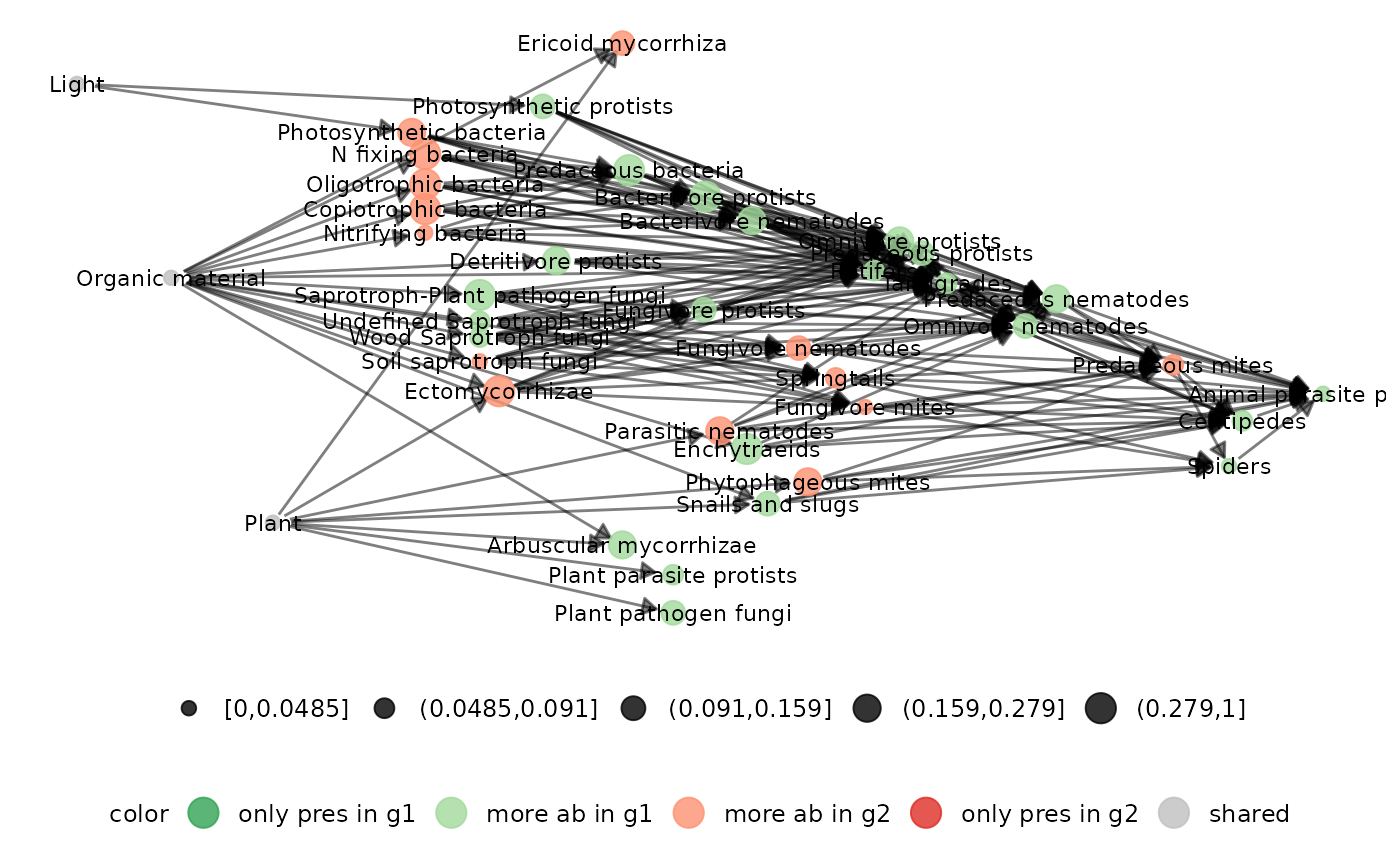 Ericoid mycorrhiza
Light
Photosynthetic protists
Photosynthetic bacteria
N fixing bacteria
Predaceous bacteria
Oligotrophic bacteria
Bacterivore protists
Copiotrophic bacteria
Bacterivore nematodes
Nitrifying bacteria
Omnivore protists
Predaceous protists
Detritivore protists
Rotifers
Organic material
Tardigrades
Saprotroph-Plant pathogen fungi
Predaceous nematodes
Fungivore protists
Undefined Saprotroph fungi
Omnivore nematodes
Wood Saprotroph fungi
Fungivore nematodes
Soil saprotroph fungi
Predaceous mites
Springtails
Ectomycorrhizae
Animal parasite p
Fungivore mites
Centipedes
Parasitic nematodes
Enchytraeids
Spiders
Phytophageous mites
Snails and slugs
Plant
Arbuscular mycorrhizae
Plant parasite protists
Plant pathogen fungi
[0,0.0485] (0.0485,0.091] (0.091,0.159] (0.159,0.279] (0.279,1]
color only pres in g1 more ab in g1 more ab in g2 only pres in g2 shared